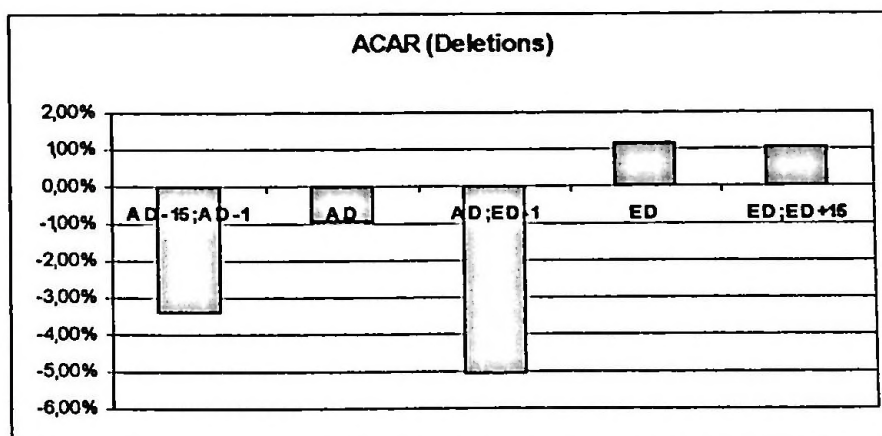 ACAR (Deletions)
2,00%
1,00%
0,00%
-1,00%
-2,00%
-3,00%
-4,00%
-5,00%
-6,00%
AD-15;AD-1
AD
AD;ED-1
ED
ED;ED+15